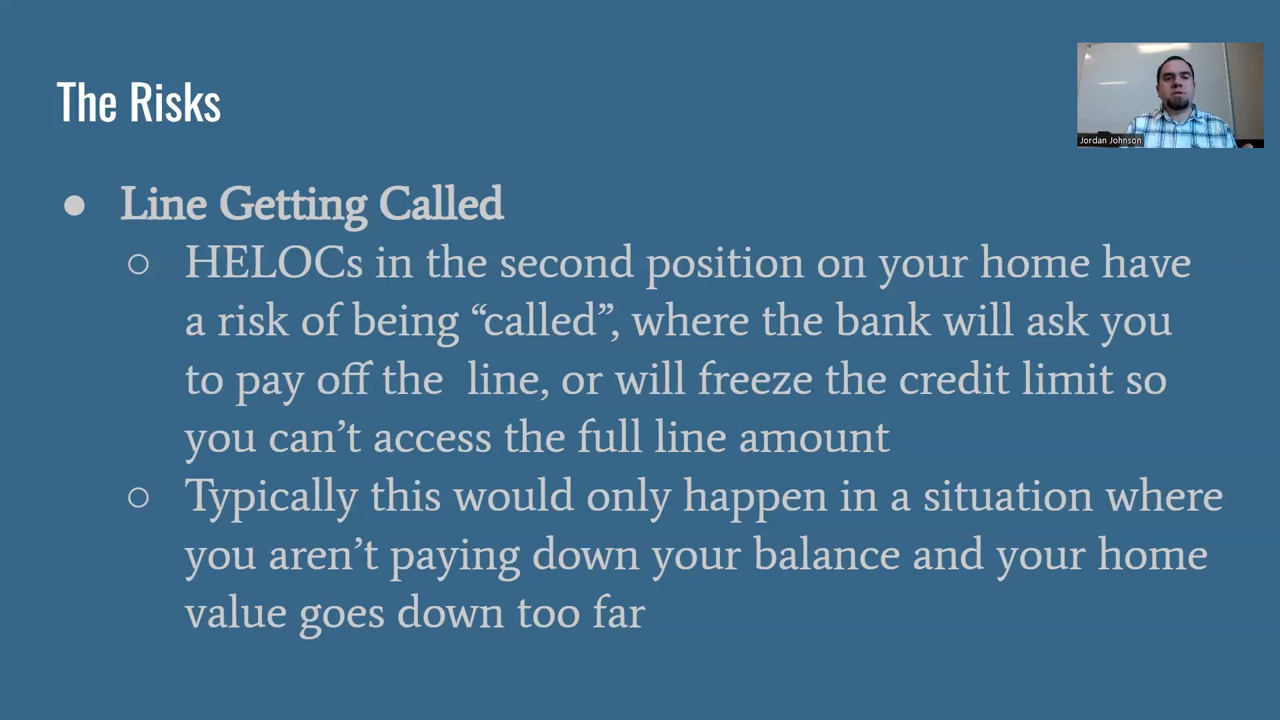 The Risks
Jordan Johnson
● Line Getting Called
○ HELOCs in the second position on your home have
a risk of being “called”, where the bank will ask you
to pay off the  line, or will freeze the credit limit so
you can’t access the full line amount
○ Typically this would only happen in a situation where
you aren’t paying down your balance and your home
value goes down too far